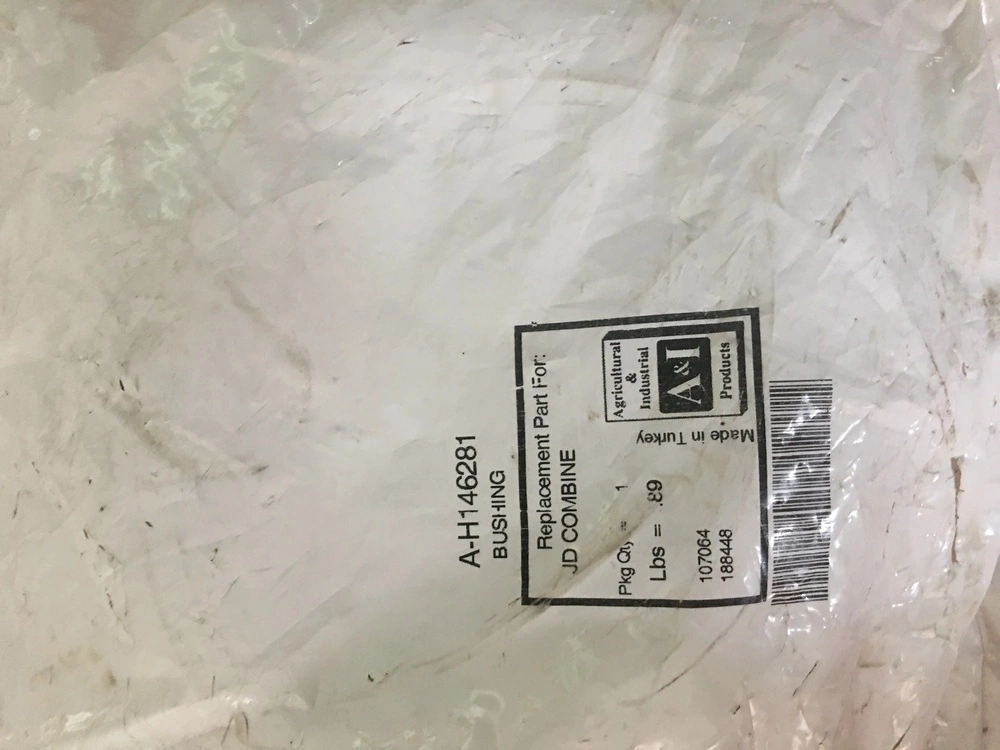 A-H146281
BUSHING
Replacement Part For:
JD COMBINE
Pkg Qty = 1
Lbs = .89
107064
188448
Made in Turkey
Agricultural
&
Industrial
A&I
Products